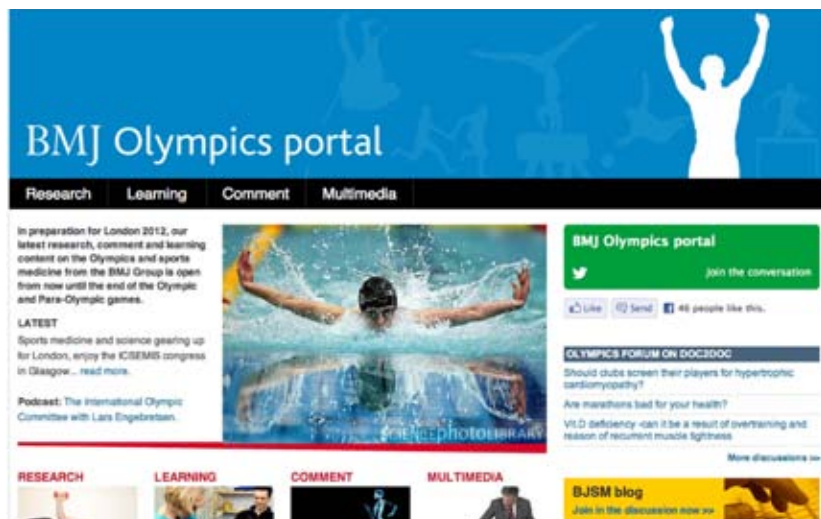 BMJ Olympics portal
Research Learning Comment Multimedia
In preparation for London 2012, our
latest research, comment and learning
content on the Olympics and sports
medicine from the BMJ Group is open
from now until the end of the Olympic
and Para-Olympic games.
LATEST
Sports medicine and science gearing up
for London, enjoy the ICSEMIS congress
in Glasgow... read more.
Podcast: The International Olympic
Committee with Lars Engebretsen.
SCIENCEphotoLIBRARY
BMJ Olympics portal
join the conversation
Like Send 46 people like this.
OLYMPICS FORUM ON DOC2DOC
Should clubs screen their players for hypertrophic
cardiomyopathy?
Are marathons bad for your health?
Vit.D deficiency -can it be a result of overtraining and
reason of recurrent muscle tightness
More discussions >>
RESEARCH LEARNING COMMENT MULTIMEDIA
BJSM blog
Join in the discussion now >>